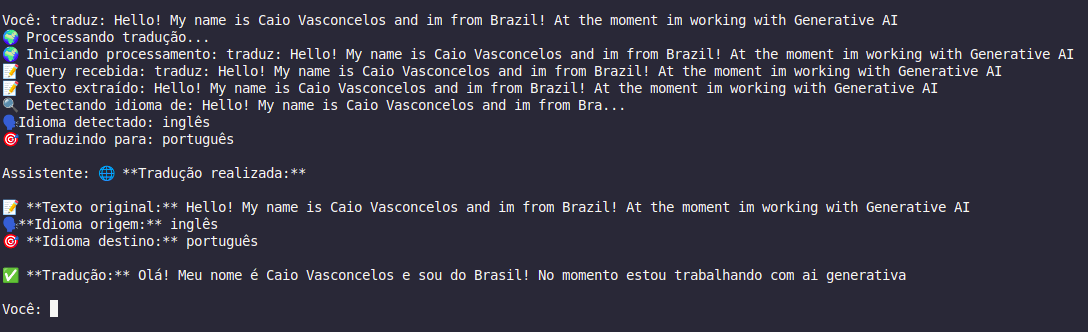 Você: traduz: Hello! My name is Caio Vasconcelos and im from Brazil! At the moment im working with Generative AI
🌍 Processando tradução...
🌍 Iniciando processamento: traduz: Hello! My name is Caio Vasconcelos and im from Brazil! At the moment im working with Generative AI
📝 Query recebida: traduz: Hello! My name is Caio Vasconcelos and im from Brazil! At the moment im working with Generative AI
📝 Texto extraído: Hello! My name is Caio Vasconcelos and im from Brazil! At the moment im working with Generative AI
🔍 Detectando idioma de: Hello! My name is Caio Vasconcelos and im from Bra...
🗣️Idioma detectado: inglês
🎯 Traduzindo para: português
Assistente: 🌐 **Tradução realizada:**
📝 **Texto original:** Hello! My name is Caio Vasconcelos and im from Brazil! At the moment im working with Generative AI
🗣️**Idioma origem:** inglês
🎯 **Idioma destino:** português
✅ **Tradução:** Olá! Meu nome é Caio Vasconcelos e sou do Brasil! No momento estou trabalhando com ai generativa
Você: